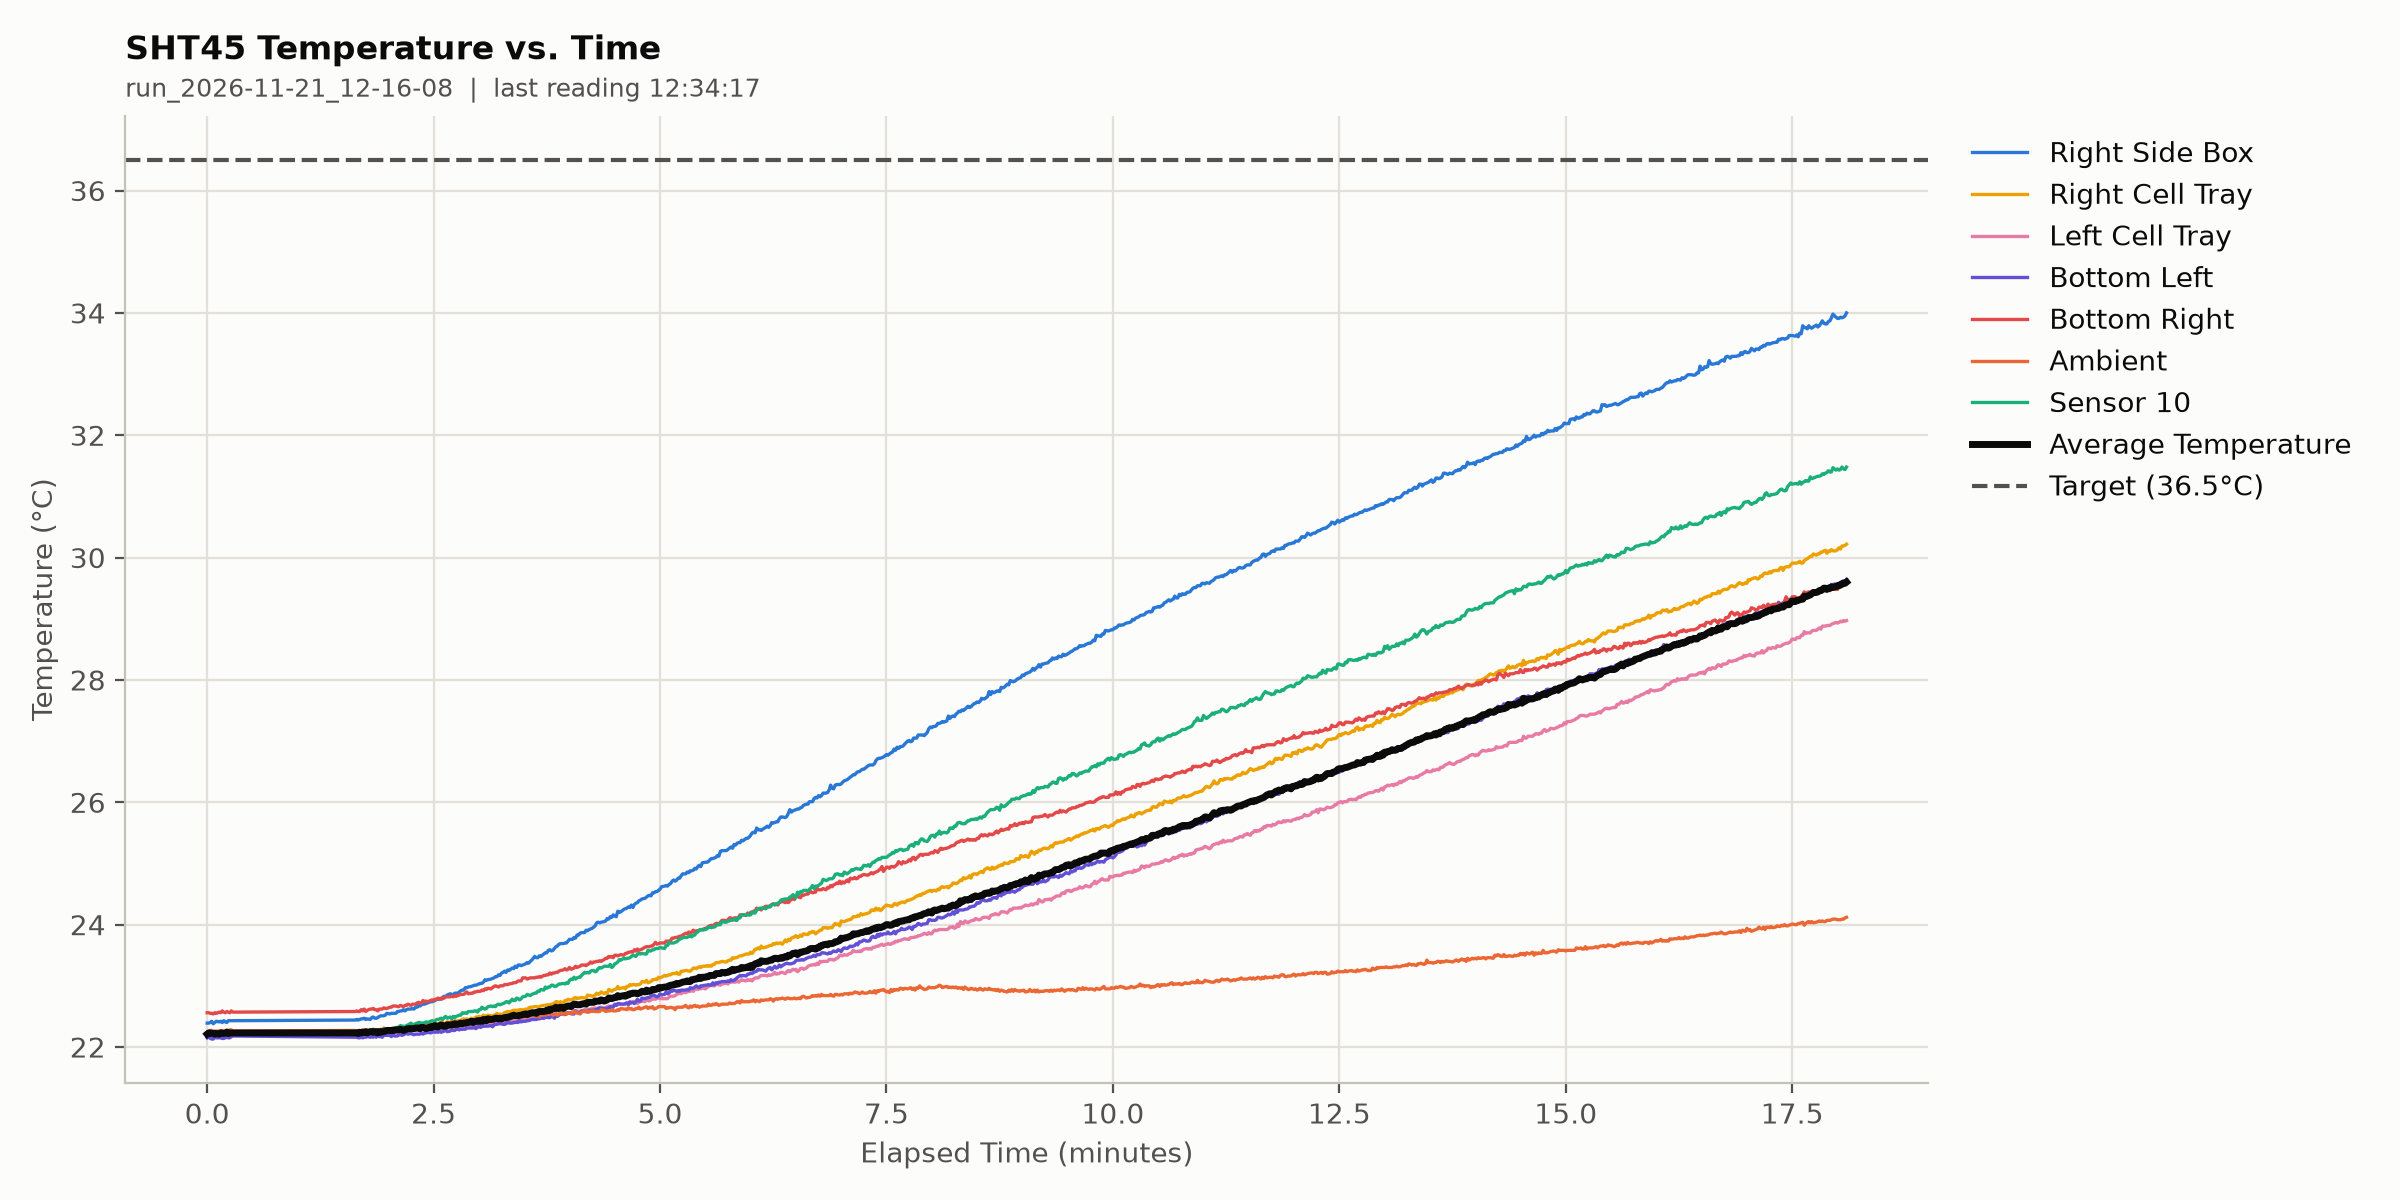 SHT45 Temperature vs. Time
run_2026-11-21_12-16-08 | last reading 12:34:17
Temperature (°C)
36
34
32
30
28
26
24
22
0.0 2.5 5.0 7.5 10.0 12.5 15.0 17.5
Elapsed Time (minutes)
Right Side Box
Right Cell Tray
Left Cell Tray
Bottom Left
Bottom Right
Ambient
Sensor 10
Average Temperature
Target (36.5°C)